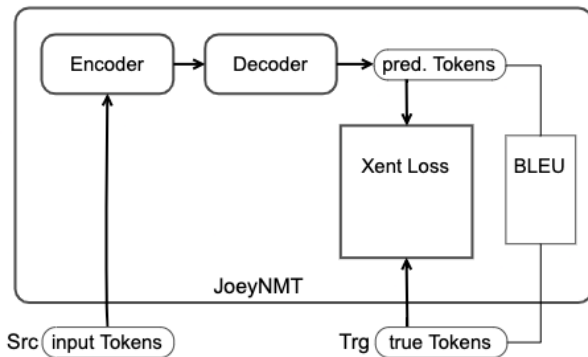 Encoder
Decoder
pred. Tokens
Xent Loss
BLEU
JoeyNMT
Src input Tokens
Trg true Tokens